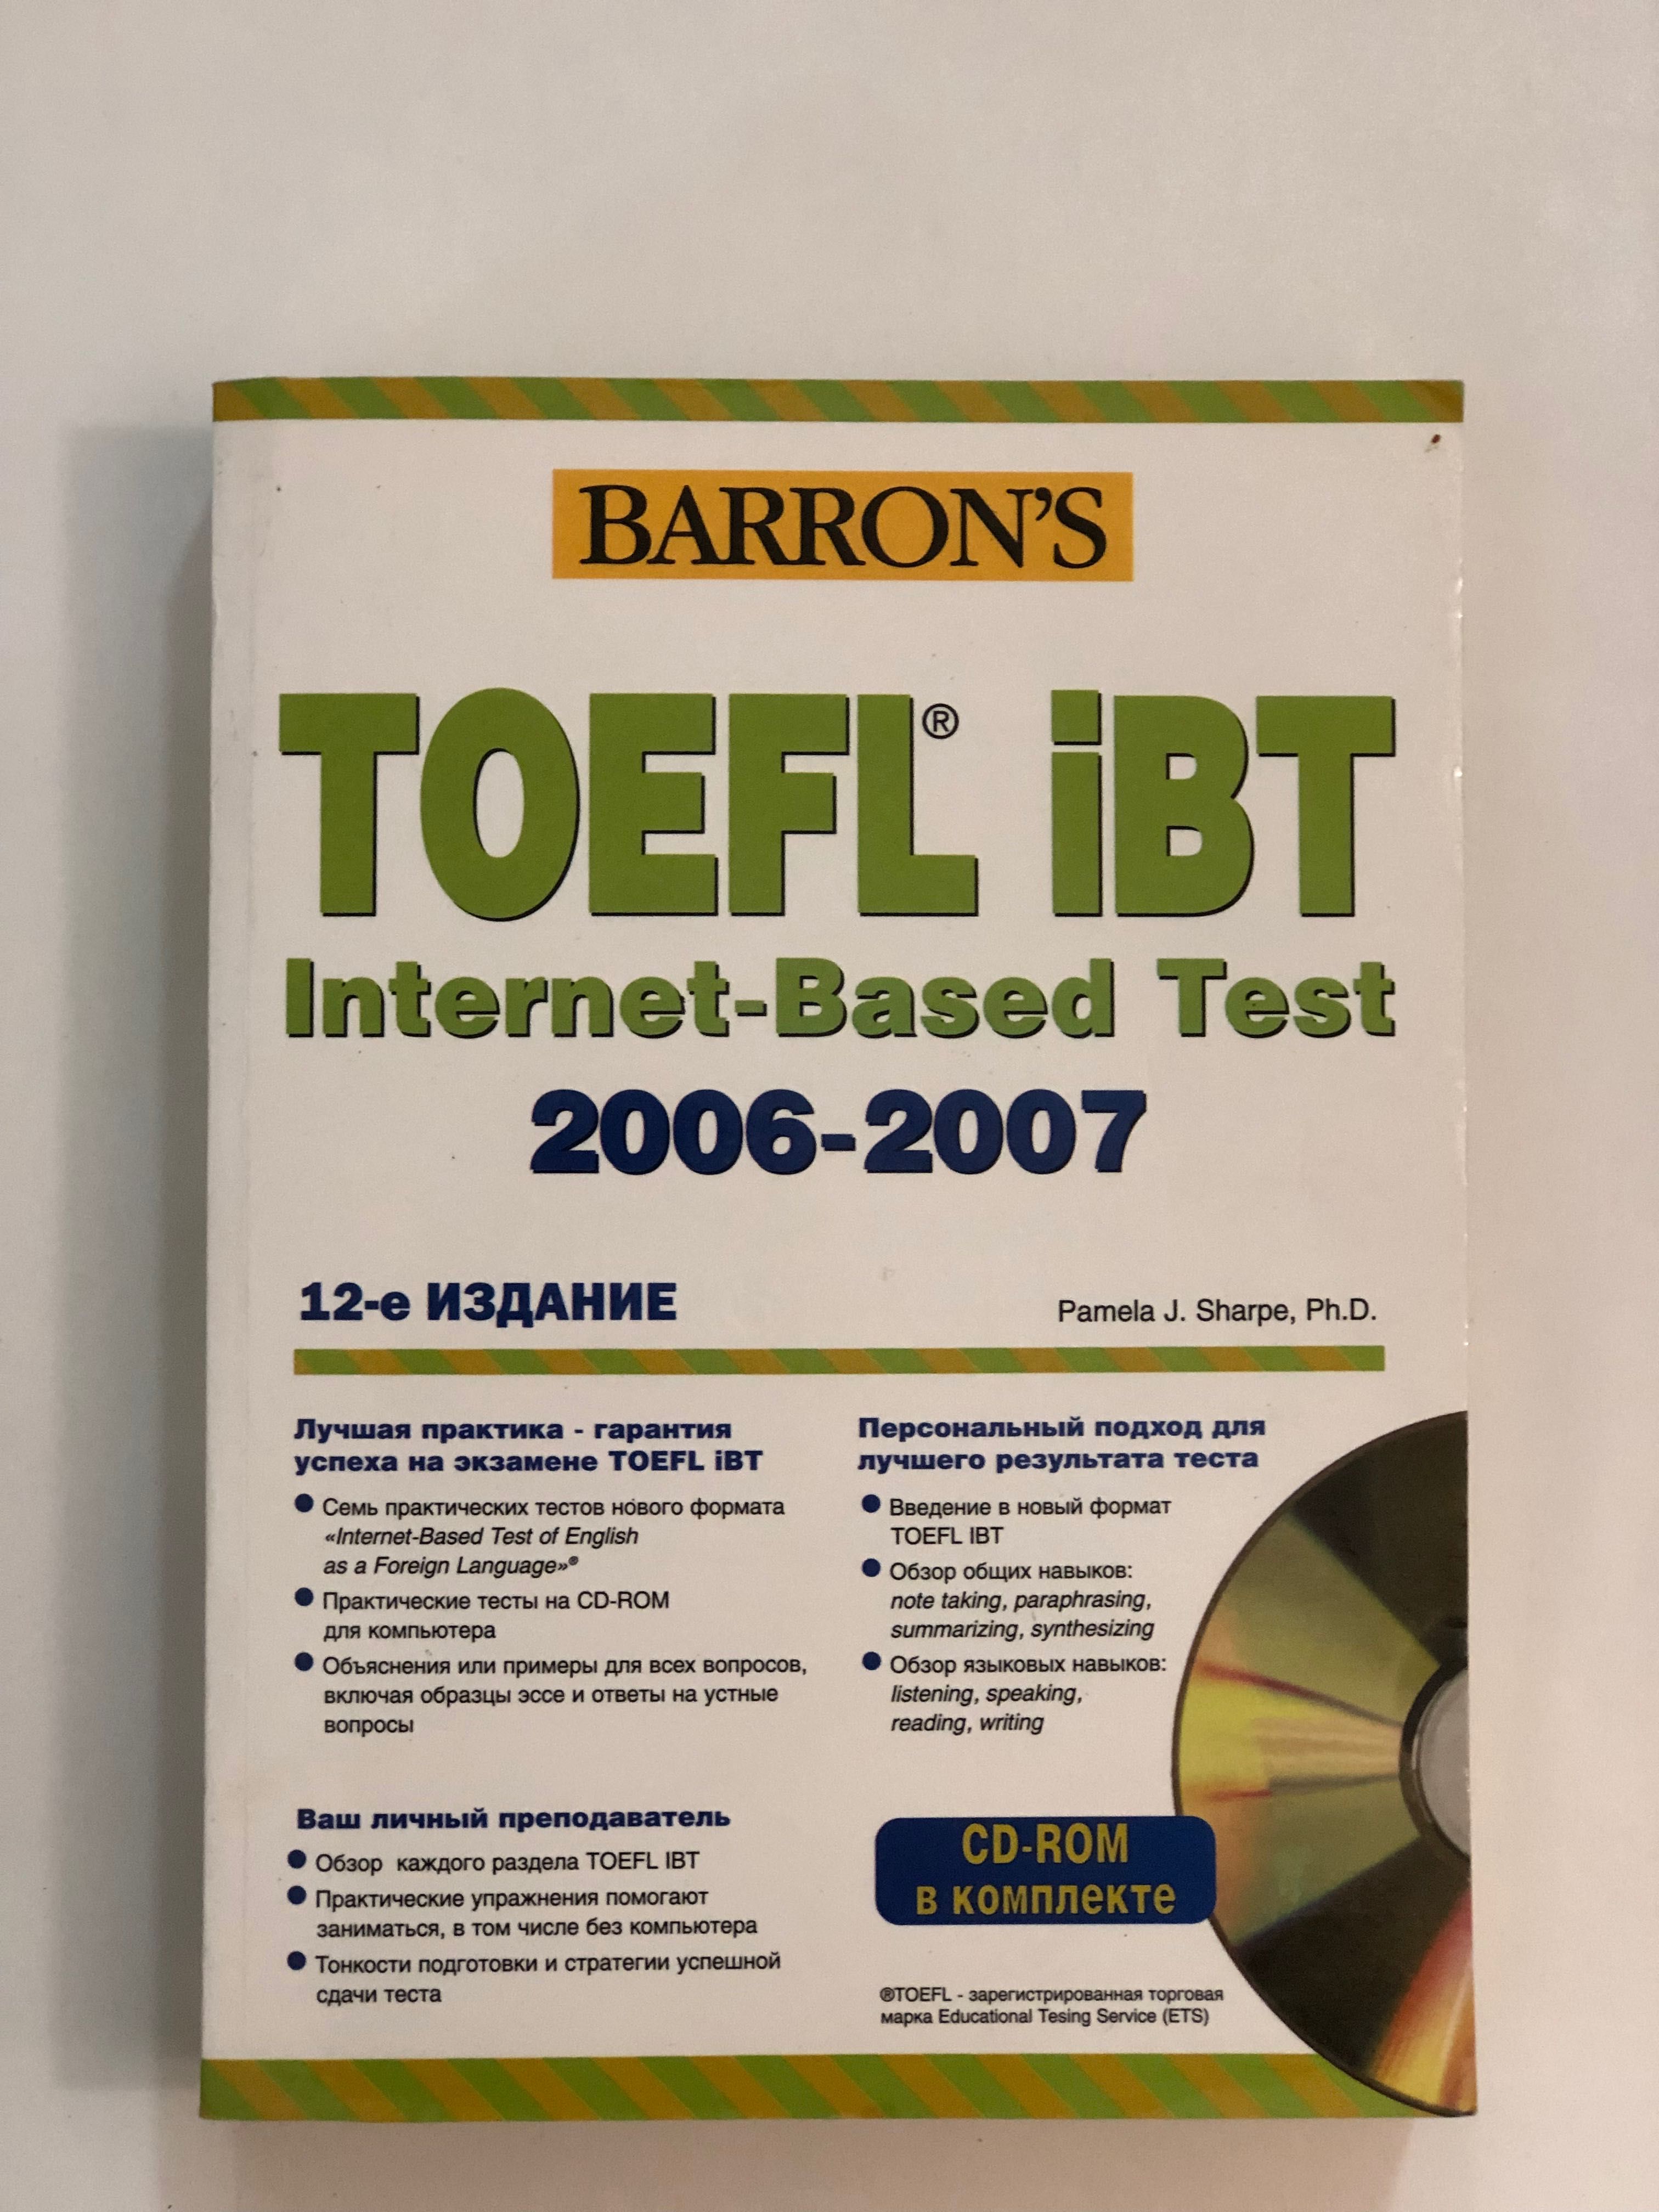 BARRON'S
TOEFL® iBT
Internet-Based Test
2006-2007
12-е ИЗДАНИЕ
Pamela J. Sharpe, Ph.D.
Лучшая практика - гарантия
успеха на экзамене TOEFL iBT
● Семь практических тестов нового формата
«Internet-Based Test of English
as a Foreign Language»®
● Практические тесты на CD-ROM
для компьютера
● Объяснения или примеры для всех вопросов,
включая образцы эссе и ответы на устные
вопросы
Ваш личный преподаватель
● Обзор каждого раздела TOEFL IBT
● Практические упражнения помогают
заниматься, в том числе без компьютера
● Тонкости подготовки и стратегии успешной
сдачи теста
Персональный подход для
лучшего результата теста
● Введение в новый формат
TOEFL IBT
● Обзор общих навыков:
note taking, paraphrasing,
summarizing, synthesizing
● Обзор языковых навыков:
listening, speaking,
reading, writing
CD-ROM
в комплекте
®TOEFL - зарегистрированная торговая
марка Educational Tesing Service (ETS)